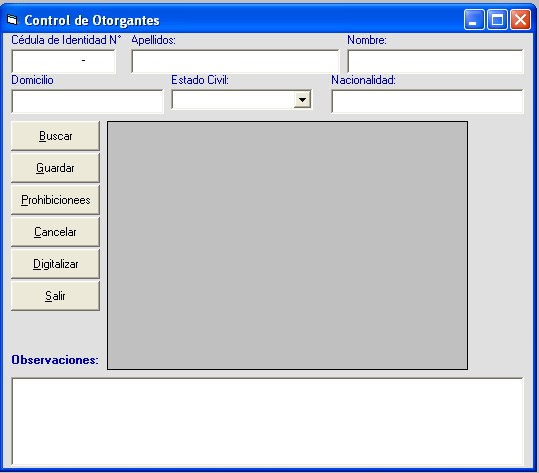 Control de Otorgantes
Cédula de Identidad N° Apellidos: Nombre:
-
Domicilio Estado Civil: Nacionalidad:
Buscar
Guardar
Prohibicionees
Cancelar
Digitalizar
Salir
Observaciones: